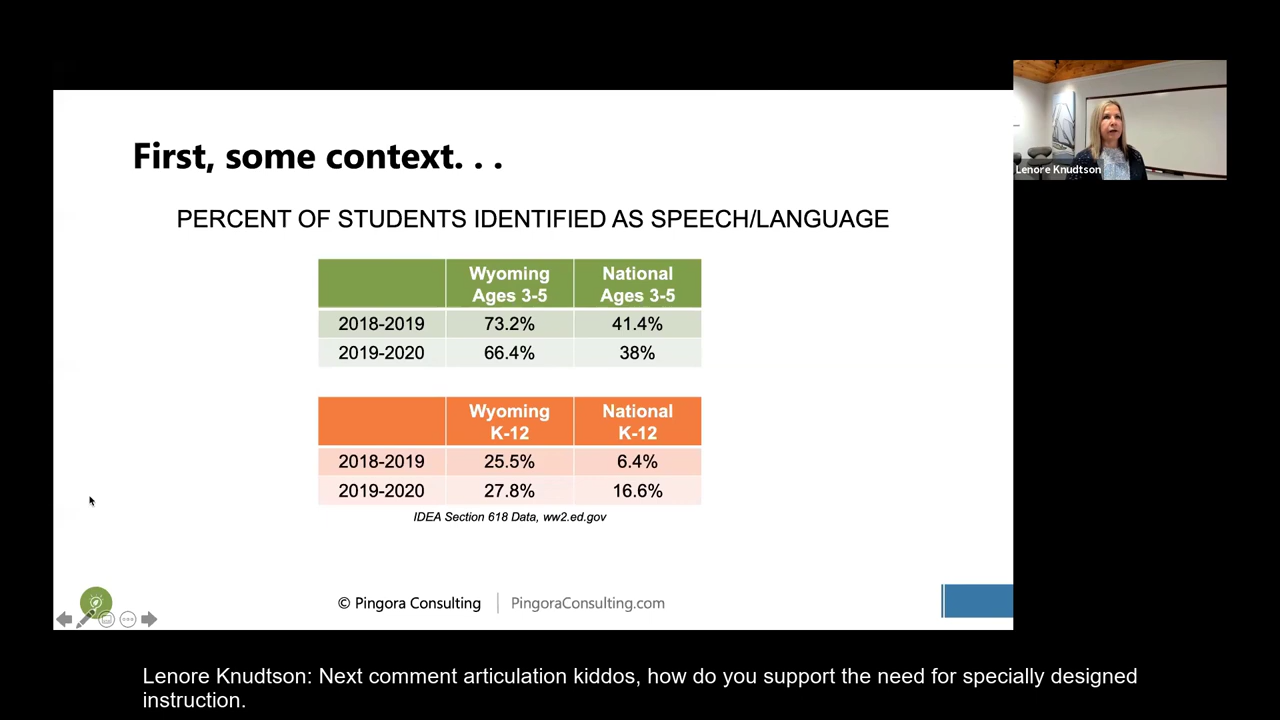 First, some context. . .
PERCENT OF STUDENTS IDENTIFIED AS SPEECH/LANGUAGE
Wyoming National
Ages 3-5 Ages 3-5
2018-2019 73.2% 41.4%
2019-2020 66.4% 38%
Wyoming National
K-12 K-12
2018-2019 25.5% 6.4%
2019-2020 27.8% 16.6%
IDEA Section 618 Data, ww2.ed.gov
© Pingora Consulting | PingoraConsulting.com
Lenore Knudtson
Lenore Knudtson: Next comment articulation kiddos, how do you support the need for specially designed
instruction.